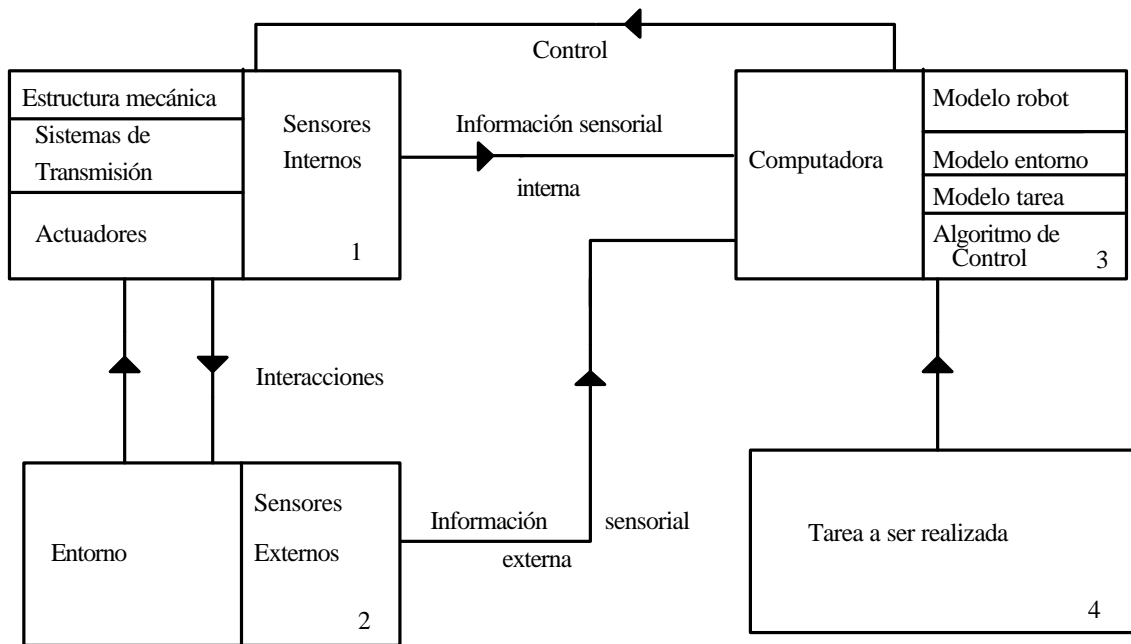 Control
Estructura mecánica
Sistemas de
Transmisión
Actuadores
Sensores
Internos
1
Información sensorial
interna
Computadora
Modelo robot
Modelo entorno
Modelo tarea
Algoritmo de
Control
3
Interacciones
Entorno
Sensores
Externos
2
Información sensorial
externa
Tarea a ser realizada
4